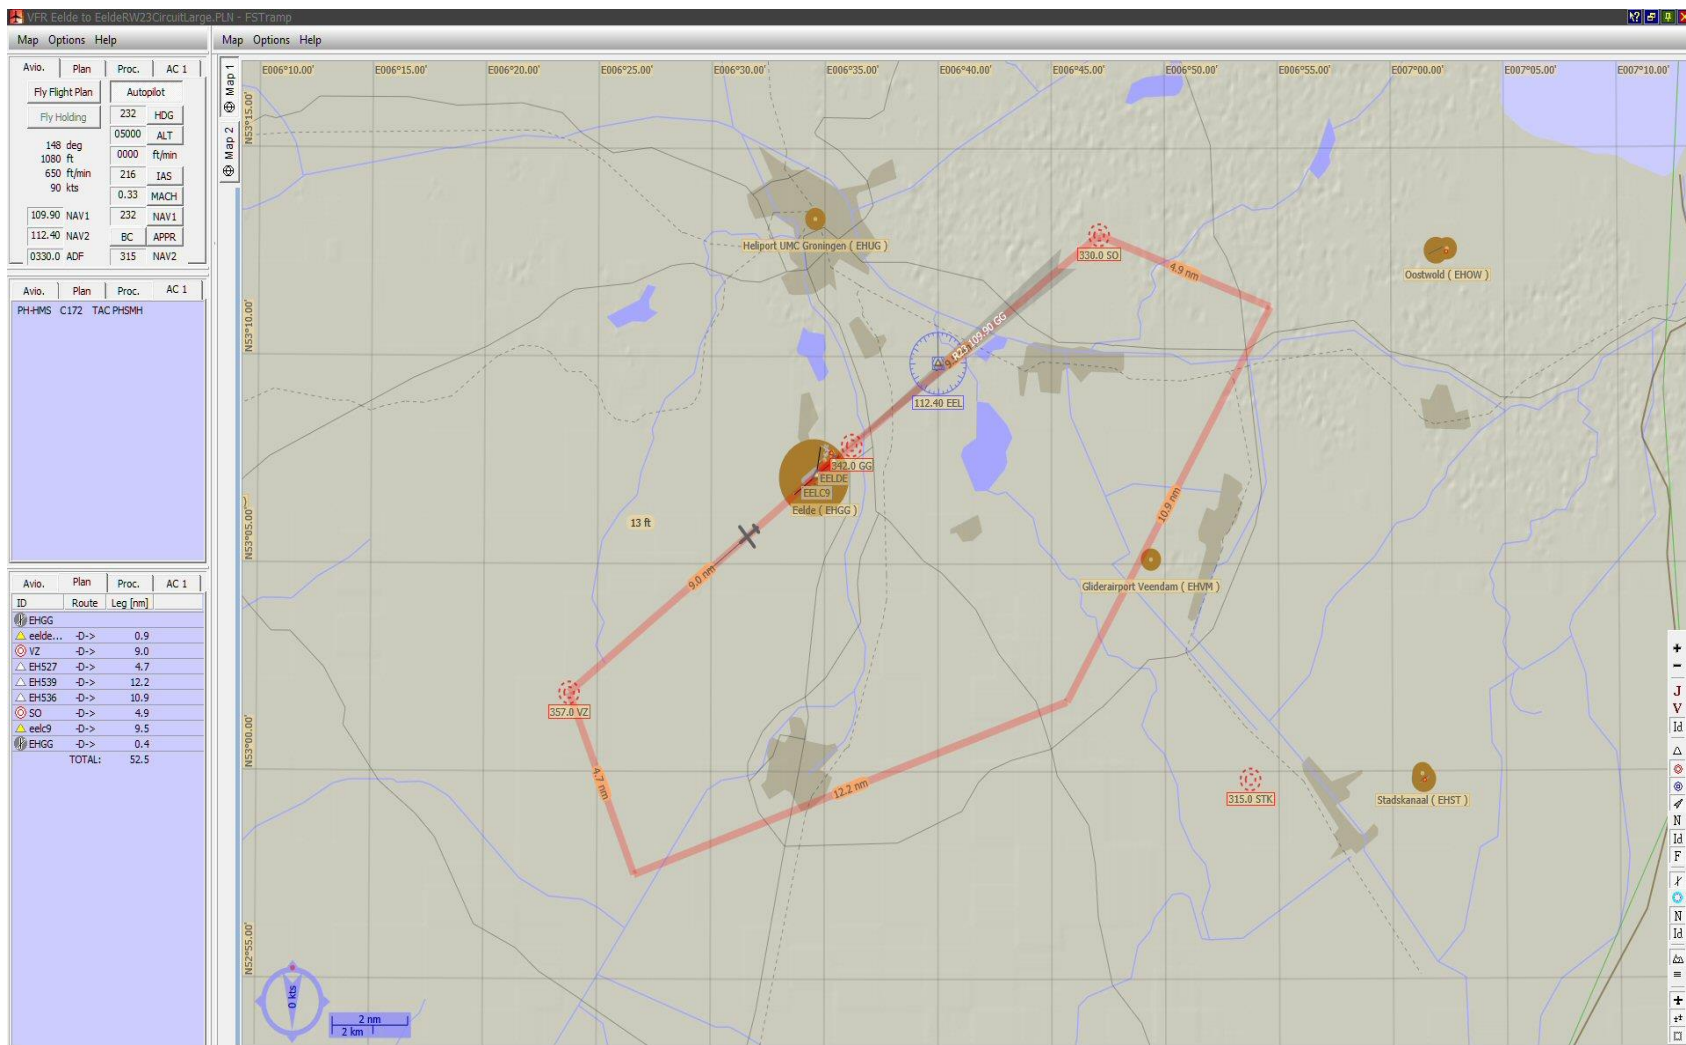 VFR Eelde to EeldeRW23CircuitLarge.PLN - FSTramp
Map Options Help
Avio. Plan Proc. AC 1
Fly Flight Plan Autopilot
Fly Holding 232 HDG
05000 ALT
148 deg
1080 ft 0000 ft/min
650 ft/min 216 IAS
90 kts
0.33 MACH
109.90 NAV1 232 NAV1
112.40 NAV2 BC APPR
0330.0 ADF 315 NAV2
Avio. Plan Proc. AC 1
PH-HMS C172 TAC PHSMH
Avio. Plan Proc. AC 1
ID Route Leg [nm]
EHGG
eelde... -D-> 0.9
VZ -D-> 9.0
EH527 -D-> 4.7
EH539 -D-> 12.2
EH536 -D-> 10.9
SO -D-> 4.9
eelc9 -D-> 9.5
EHGG -D-> 0.4
TOTAL: 52.5
Map Options Help
Map 1
Map 2
E006°10.00' E006°15.00' E006°20.00' E006°25.00' E006°30.00' E006°35.00' E006°40.00' E006°45.00' E006°50.00' E006°55.00' E007°00.00' E007°05.00' E007°10.00'
N53°15.00'
N53°10.00'
N53°05.00'
N53°00.00'
N52°55.00'
Heliport UMC Groningen ( EHUG )
330.0 SO
4.9 nm
Oostwold ( EHOW )
R23 109.90 GG
112.40 EEL
342.0 GG
EELDE
EELC9
Eelde ( EHGG )
13 ft
10.9 nm
9.0 nm
Gliderairport Veendam ( EHVM )
357.0 VZ
4.7 nm
12.2 nm
315.0 STK
Stadskanaal ( EHST )
0 kts
2 nm
2 km
+
-
J
V
Id
N
Id
F
N
Id